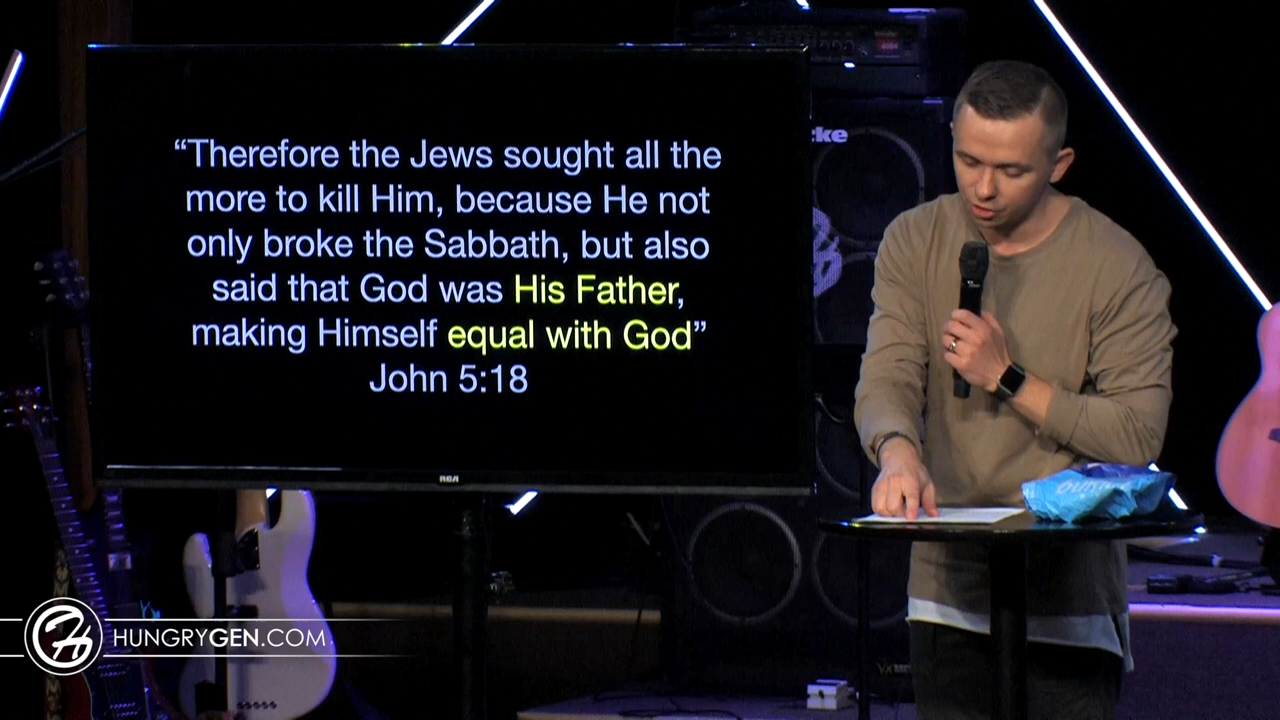 “Therefore the Jews sought all the
more to kill Him, because He not
only broke the Sabbath, but also
said that God was His Father,
making Himself equal with God”
John 5:18
RCA
HUNGRYGEN.COM